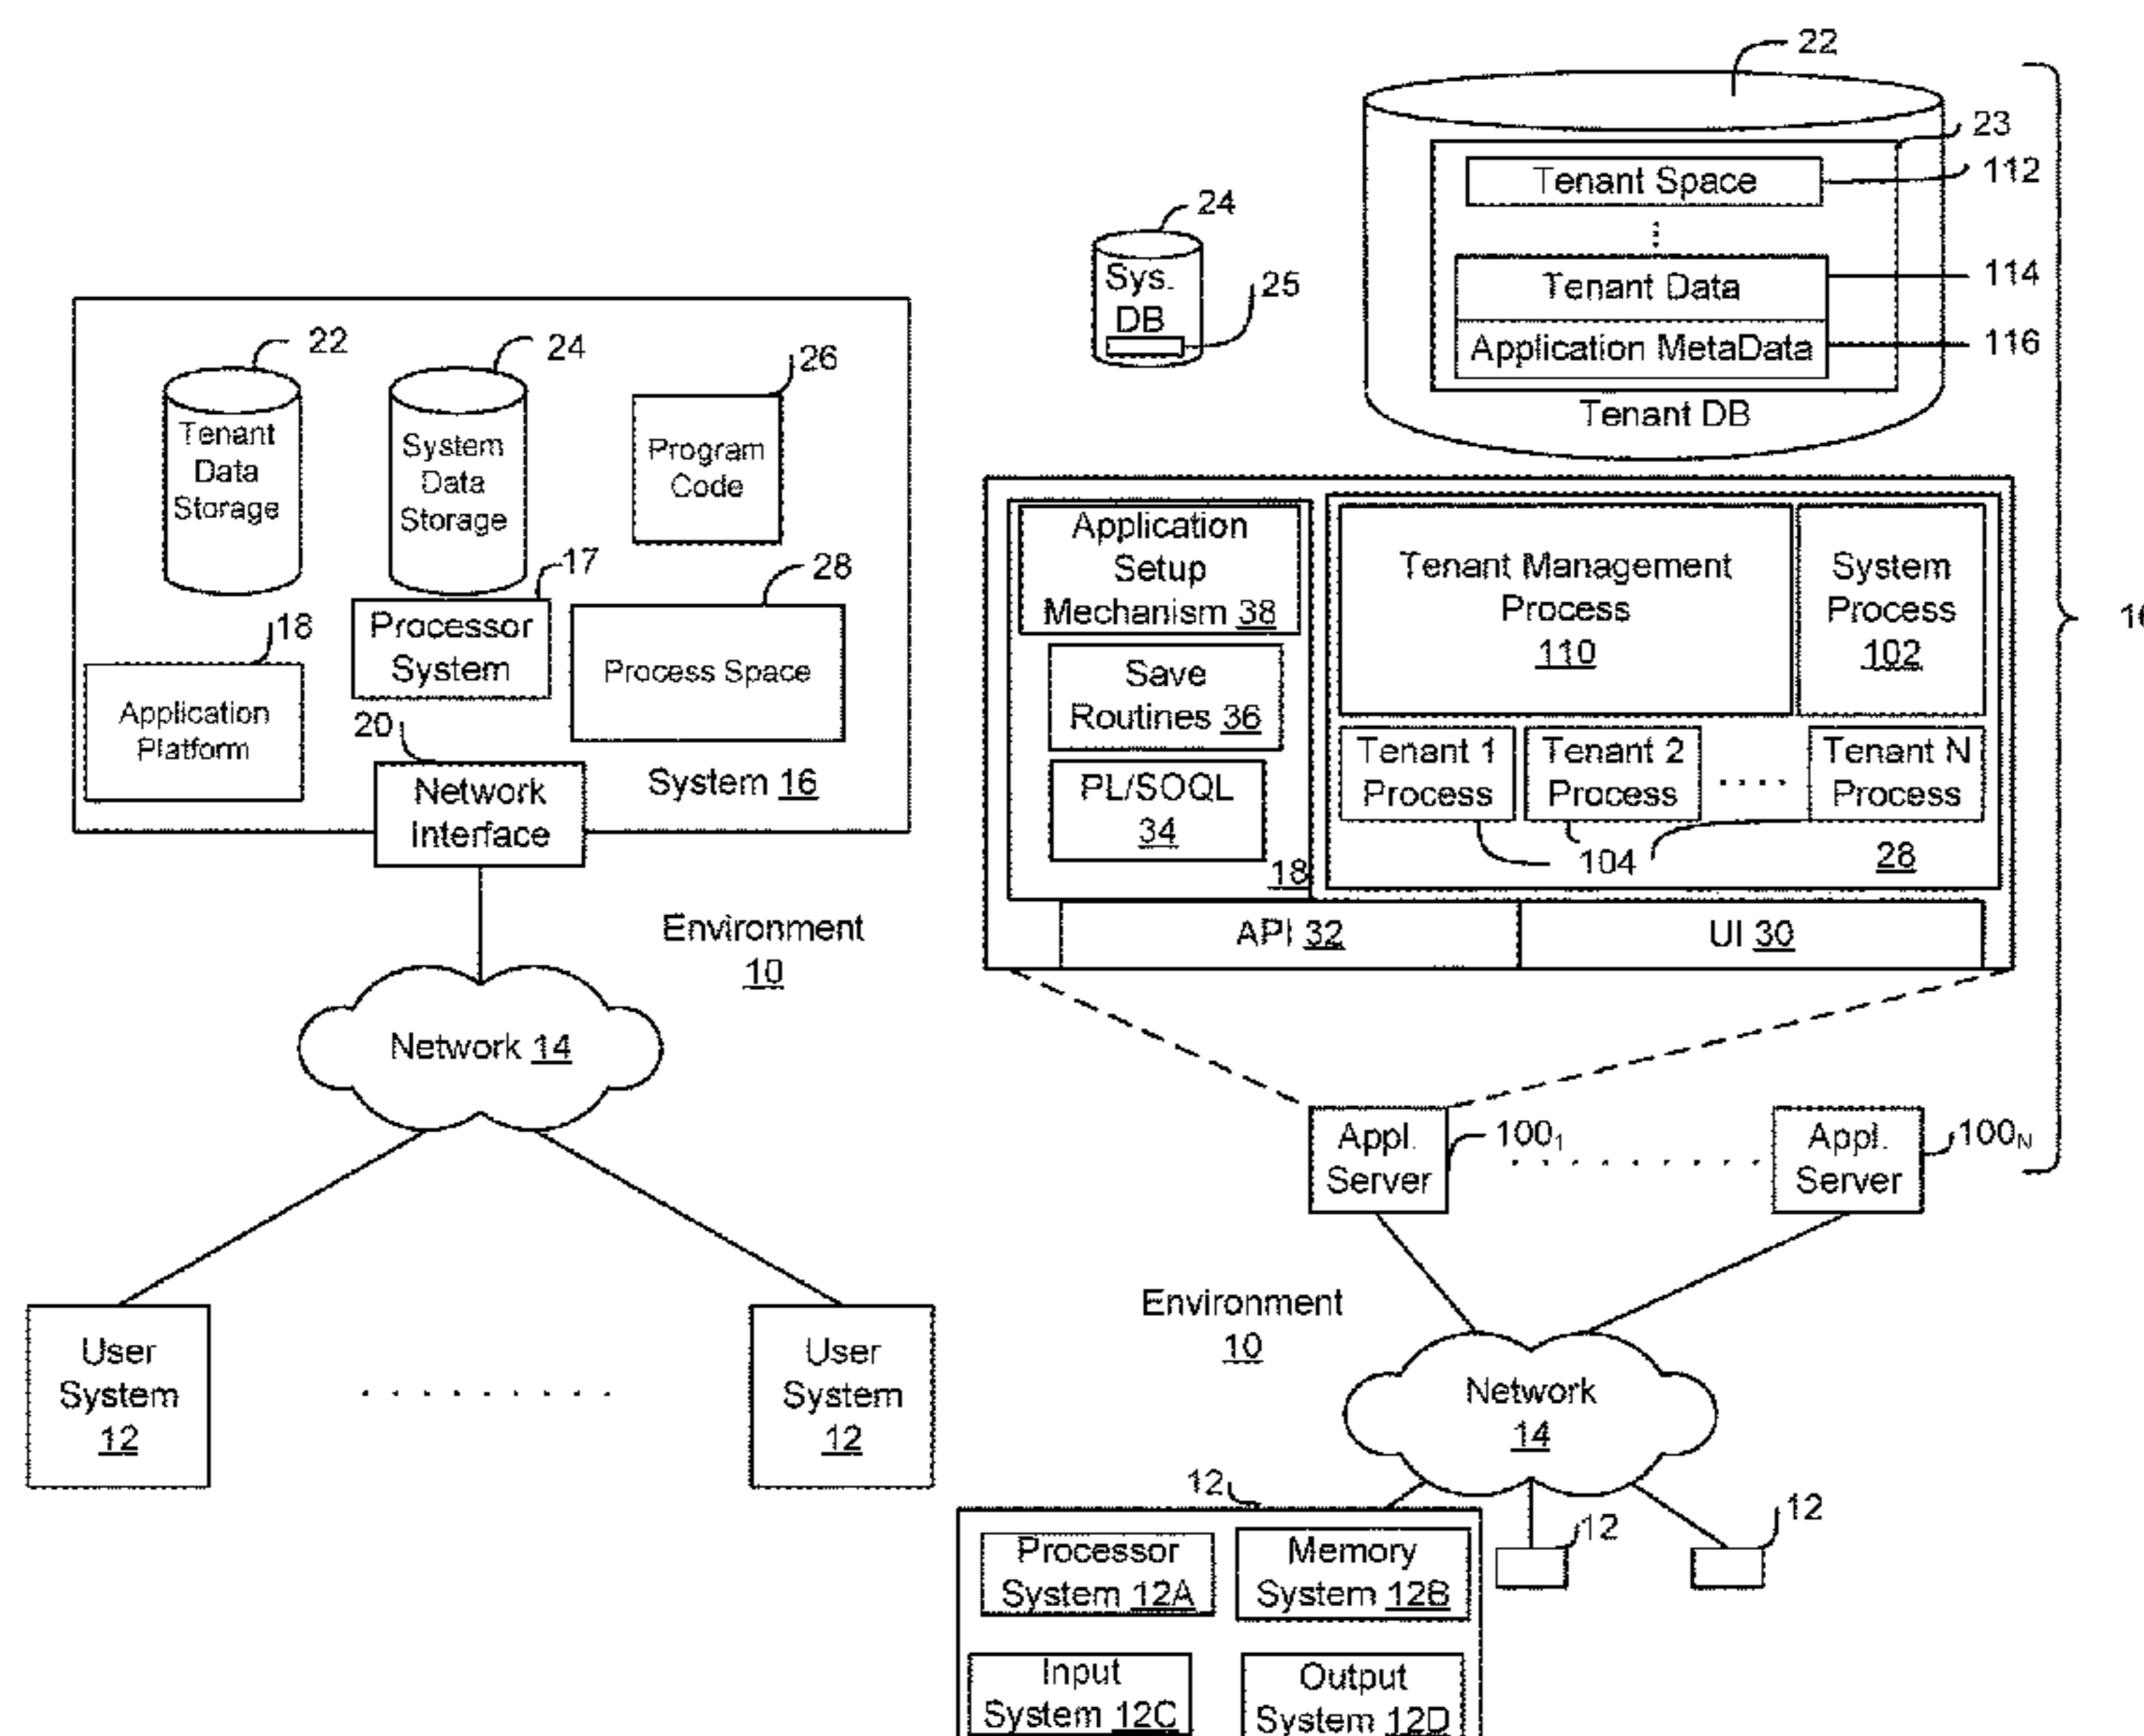 22
24
26
Tenant
Data
Storage
System
Data
Storage
Program
Code
17
28
18
Processor
System
Process Space
Application
Platform
20
Network
Interface
System 16
Environment
10
Network 14
User
System
12
. . . . . . . . .
User
System
12
22
23
Tenant Space
112
24
Sys.
DB
25
Tenant Data
114
Application MetaData
116
Tenant DB
Application
Setup
Mechanism 38
Tenant Management
Process
110
System
Process
102
16
Save
Routines 36
PL/SOQL
34
18
Tenant 1
Process
Tenant 2
Process
....
Tenant N
Process
104
28
API 32
UI 30
Appl.
Server
100₁
. . . . . . . . .
Appl.
Server
100N
Environment
10
Network
14
12
12
12
Processor
System 12A
Memory
System 12B
Input
System 12C
Output
System 12D